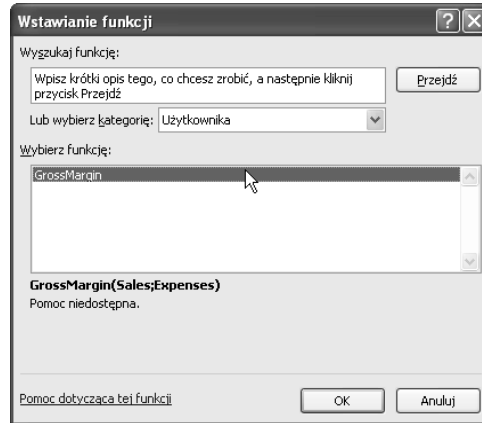 Wstawianie funkcji
Wyszukaj funkcję:
Wpisz krótki opis tego, co chcesz zrobić, a następnie kliknij
przycisk Przejdź
Przejdź
Lub wybierz kategorię: Użytkownika
Wybierz funkcję:
GrossMargin
GrossMargin(Sales;Expenses)
Pomoc niedostępna.
Pomoc dotycząca tej funkcji
OK
Anuluj